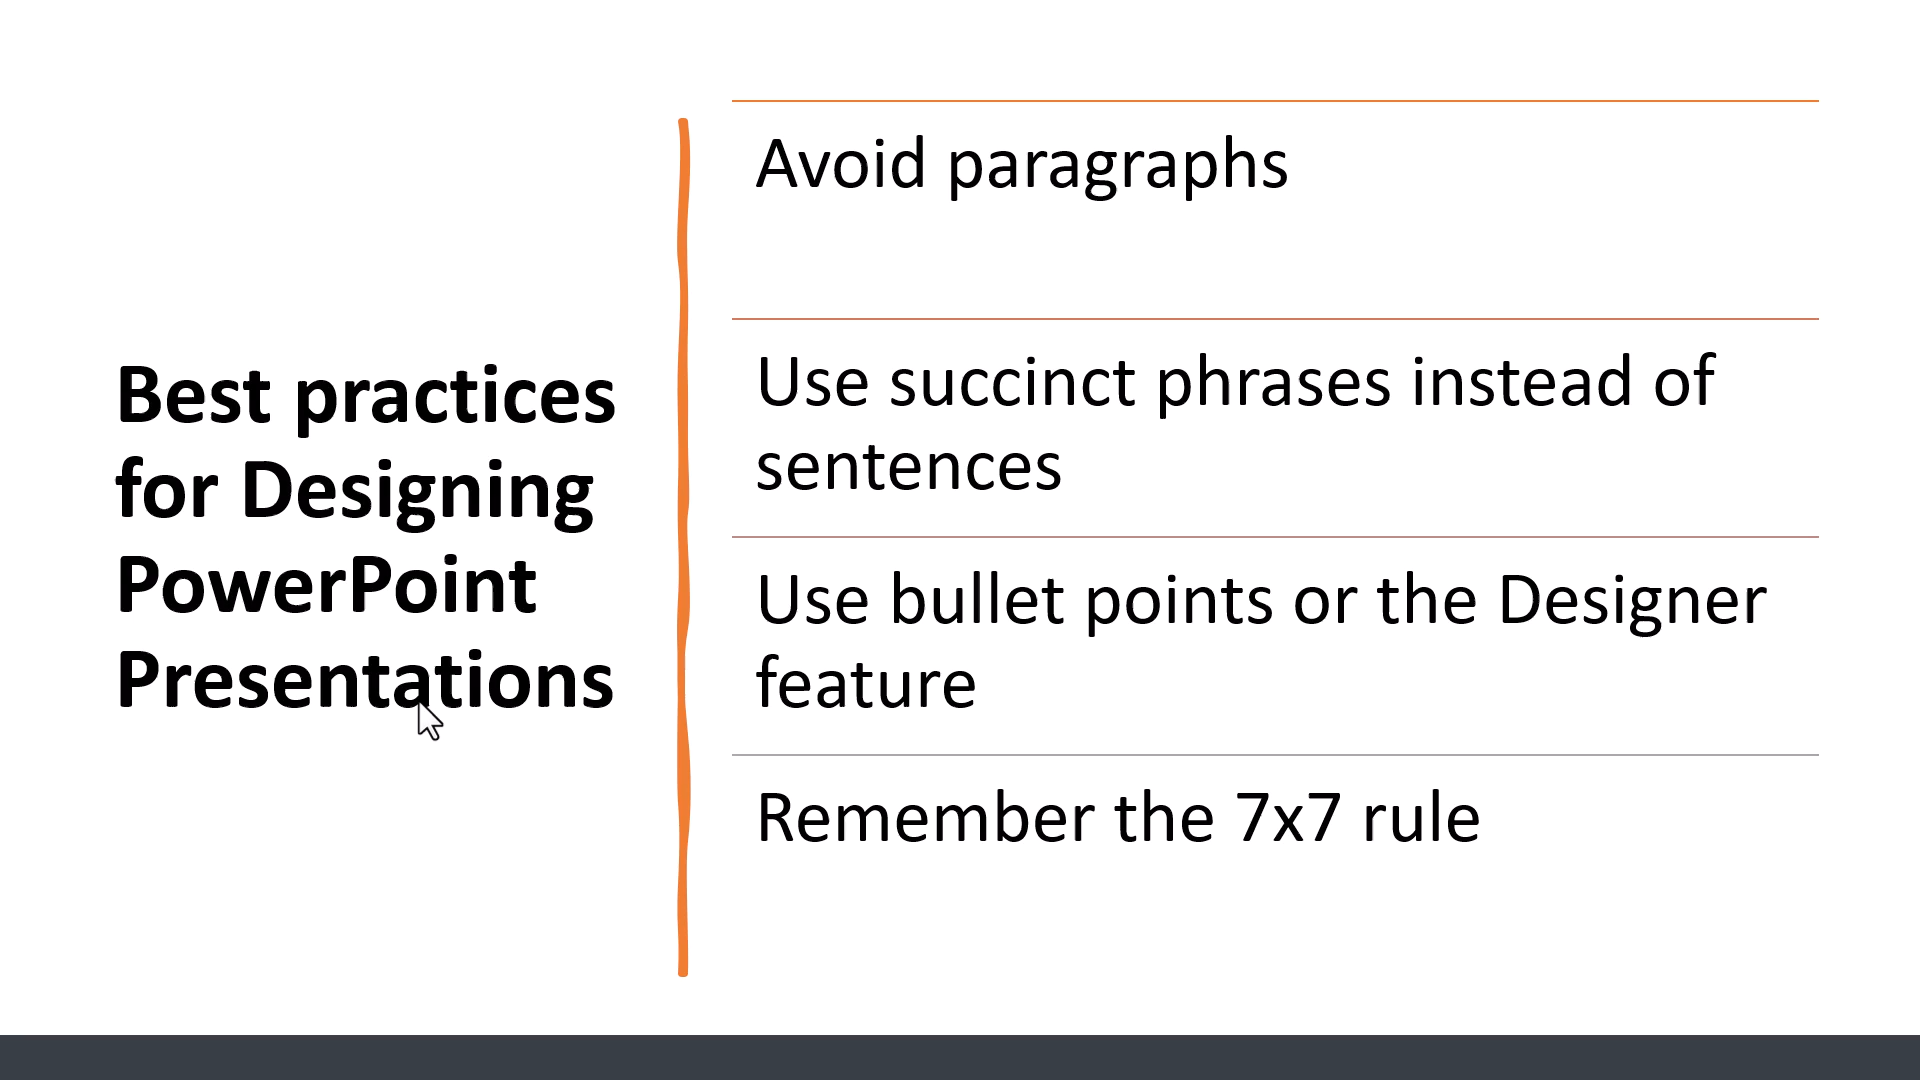 Best practices
for Designing
PowerPoint
Presentations
Avoid paragraphs
Use succinct phrases instead of
sentences
Use bullet points or the Designer
feature
Remember the 7x7 rule